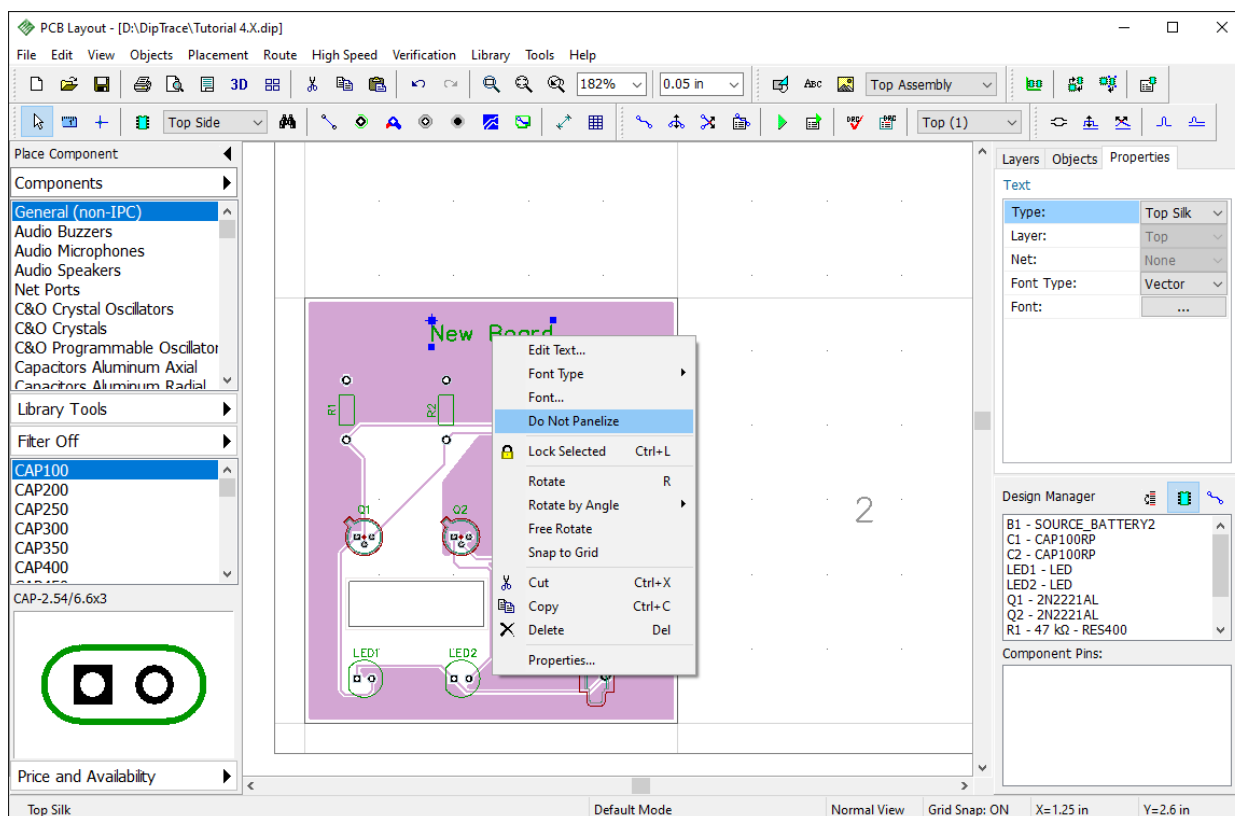 PCB Layout - [D:\DipTrace\Tutorial 4.X.dip]
File Edit View Objects Placement Route High Speed Verification Library Tools Help
3D 182% 0.05 in ABC Top Assembly
Top Side DRC DRC Top (1)
Place Component
Components
General (non-IPC)
Audio Buzzers
Audio Microphones
Audio Speakers
Net Ports
C&O Crystal Oscillators
C&O Crystals
C&O Programmable Oscillator
Capacitors Aluminum Axial
Capacitors Aluminum Radial
Library Tools
Filter Off
CAP100
CAP200
CAP250
CAP300
CAP350
CAP400
CAP-2.54/6.6x3
Price and Availability
New Board
R1 R2
Q1 Q2
LED1 LED2
2
Edit Text...
Font Type
Font...
Do Not Panelize
Lock Selected Ctrl+L
Rotate R
Rotate by Angle
Free Rotate
Snap to Grid
Cut Ctrl+X
Copy Ctrl+C
Delete Del
Properties...
Layers Objects Properties
Text
Type: Top Silk
Layer: Top
Net: None
Font Type: Vector
Font: ...
Design Manager
B1 - SOURCE_BATTERY2
C1 - CAP100RP
C2 - CAP100RP
LED1 - LED
LED2 - LED
Q1 - 2N2221AL
Q2 - 2N2221AL
R1 - 47 kΩ - RES400
Component Pins:
Top Silk Default Mode Normal View Grid Snap: ON X=1.25 in Y=2.6 in